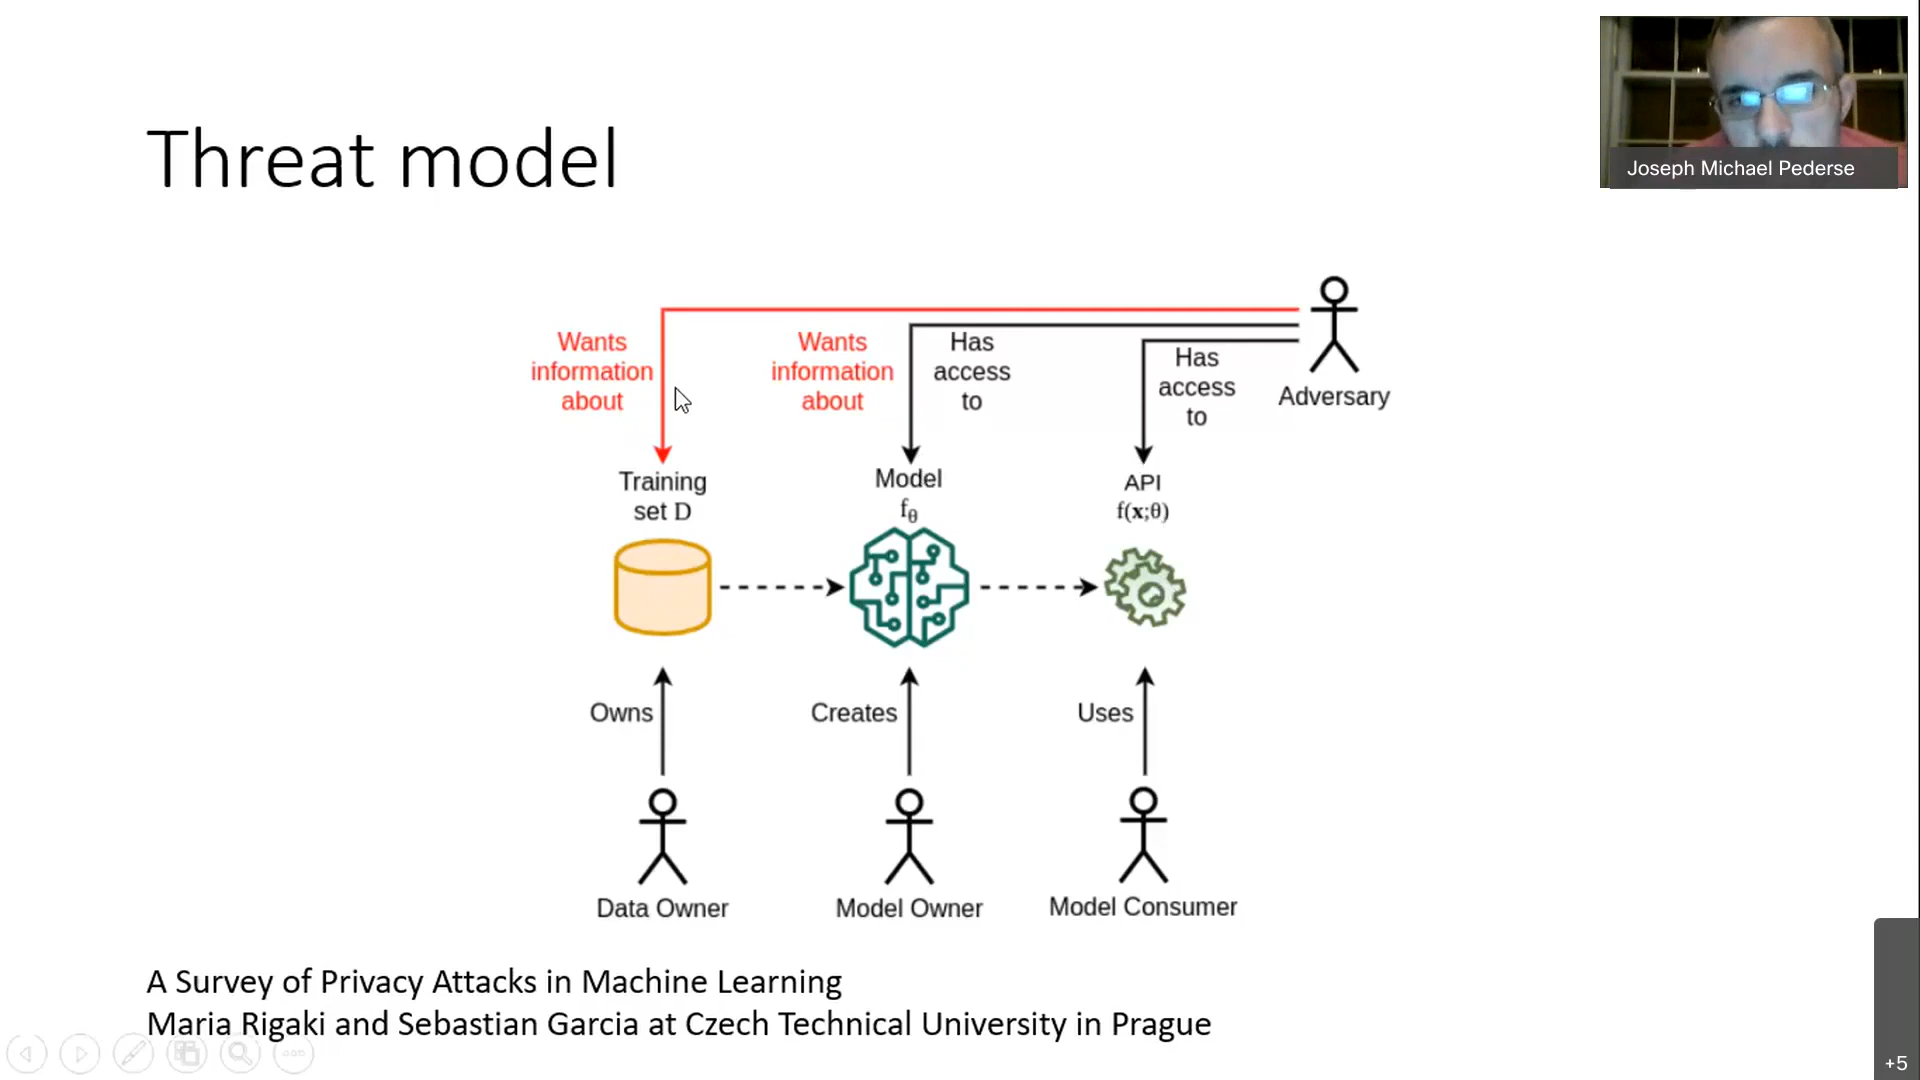 Joseph Michael Pederse
Threat model
Wants
information
about
Wants
information
about
Has
access
to
Has
access
to
Adversary
Training
set D
Model
fθ
API
f(x;θ)
Owns
Creates
Uses
Data Owner
Model Owner
Model Consumer
A Survey of Privacy Attacks in Machine Learning
Maria Rigaki and Sebastian Garcia at Czech Technical University in Prague
+5